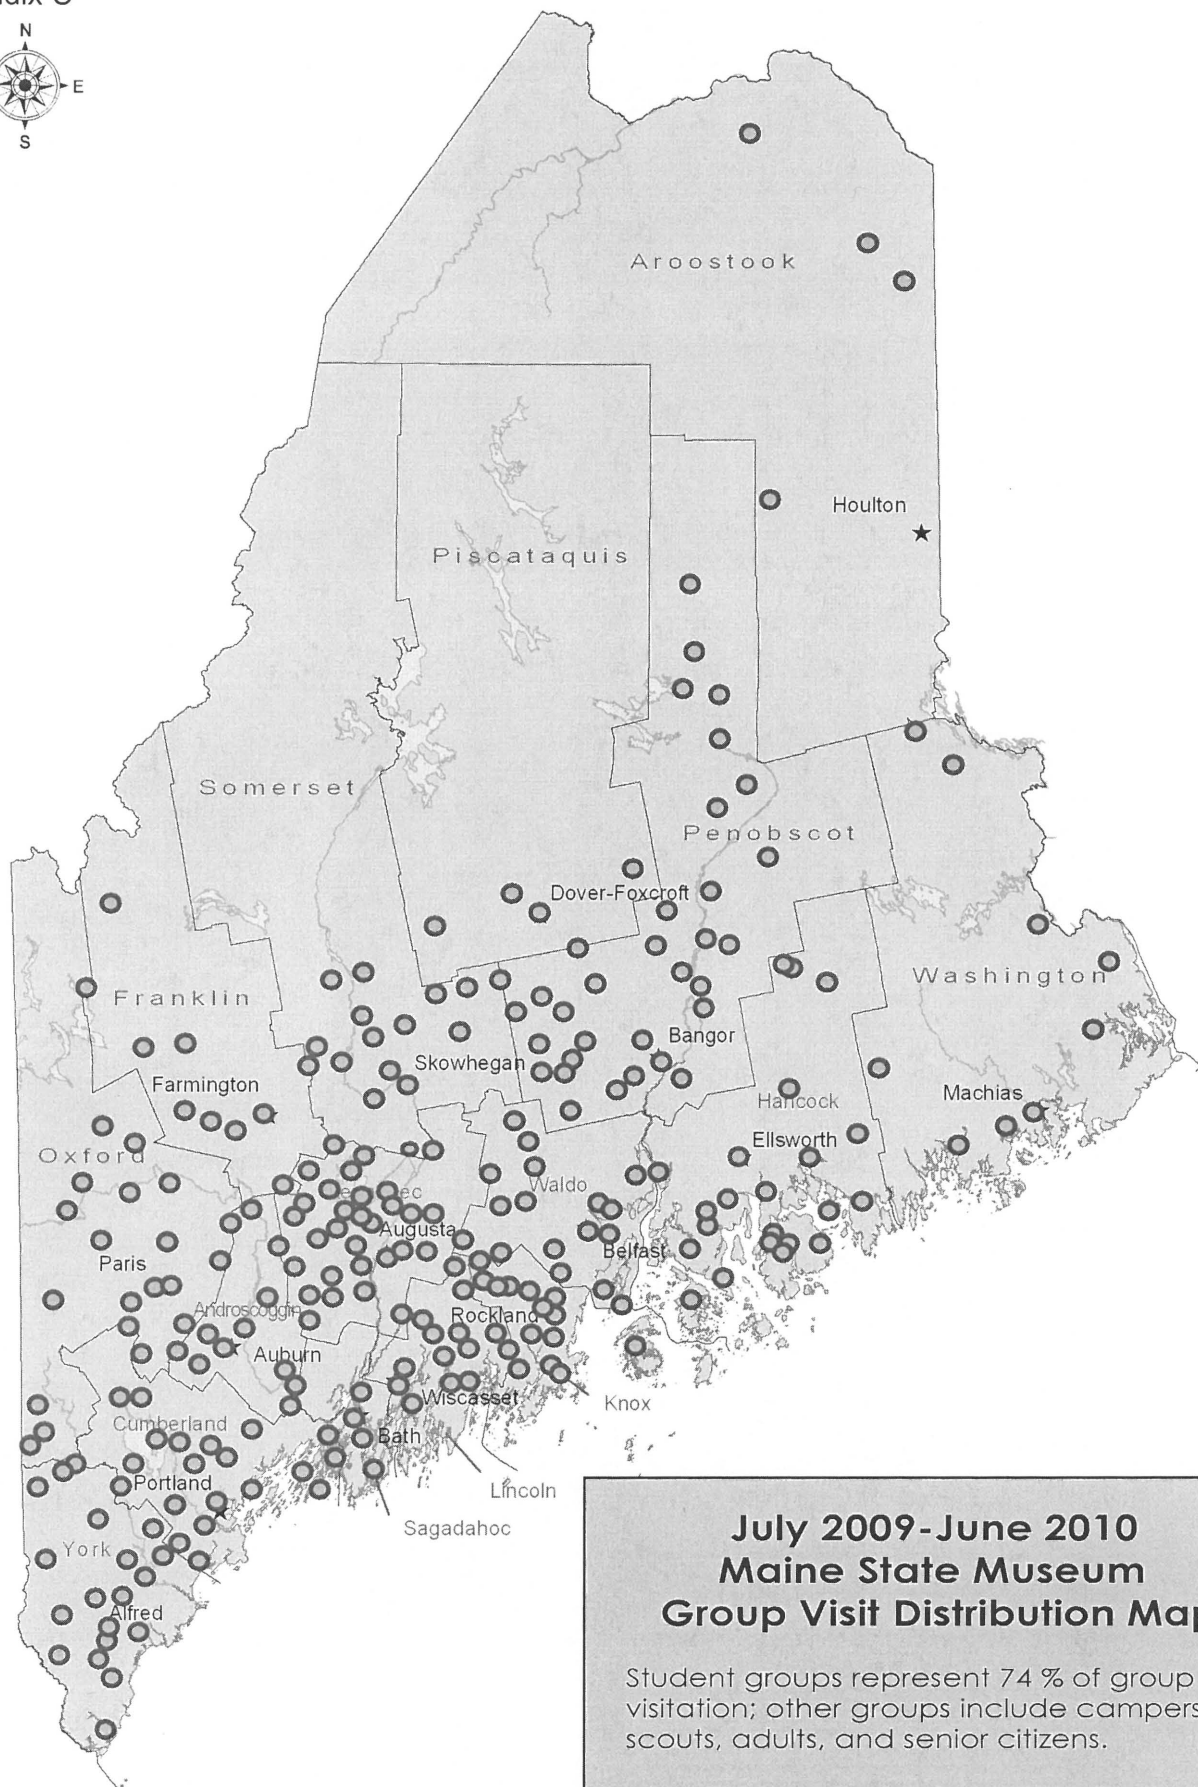 N
E
S
Aroostook
Houlton
Piscataquis
Somerset
Penobscot
Dover-Foxcroft
Washington
Franklin
Bangor
Skowhegan
Farmington
Hancock
Machias
Ellsworth
Oxford
Waldo
Augusta
Belfast
Paris
Androscoggin
Rockland
Auburn
Wiscasset
Knox
Cumberland
Bath
Portland
Lincoln
Sagadahoc
York
Alfred
July 2009-June 2010
Maine State Museum
Group Visit Distribution Map
Student groups represent 74 % of group
visitation; other groups include campers
scouts, adults, and senior citizens.